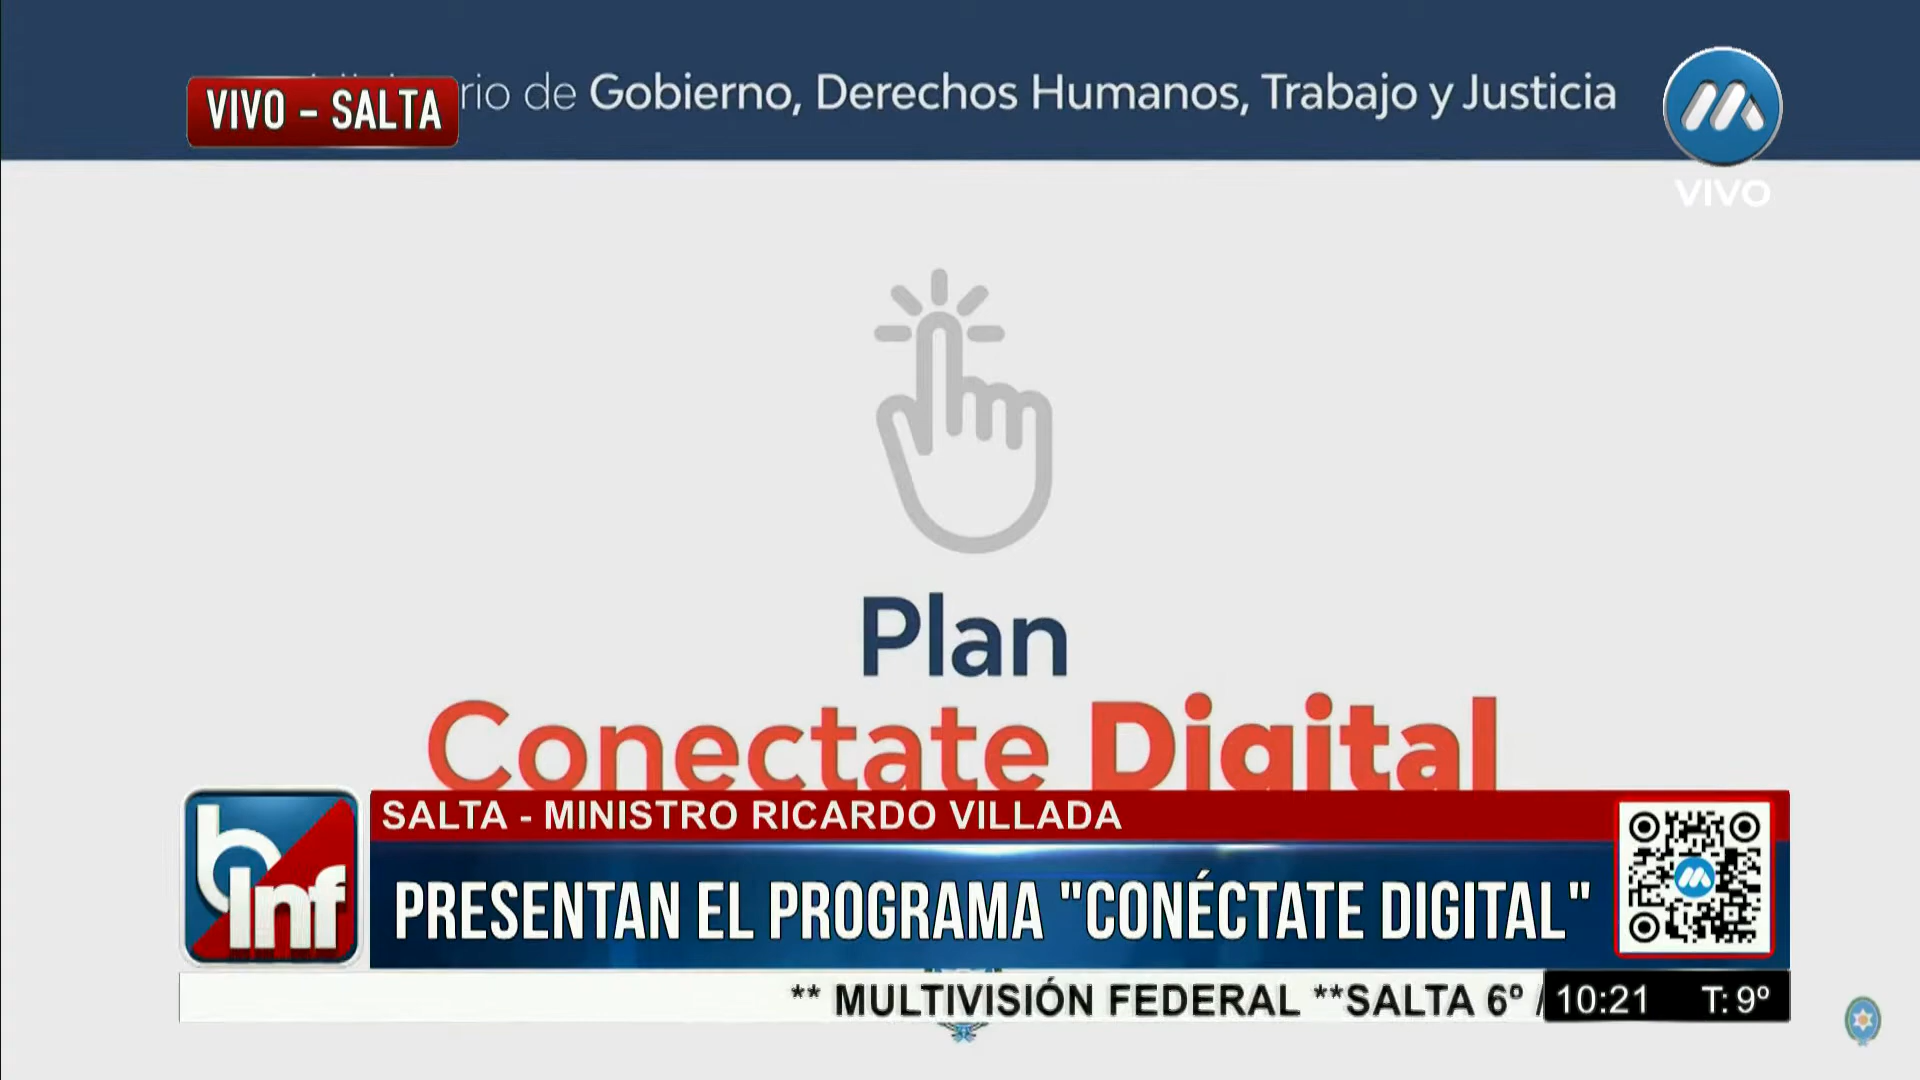 rio de Gobierno, Derechos Humanos, Trabajo y Justicia
VIVO - SALTA
VIVO
Plan
Conectate Digital
SALTA - MINISTRO RICARDO VILLADA
b Inf
PRESENTAN EL PROGRAMA "CONÉCTATE DIGITAL"
** MULTIVISIÓN FEDERAL **SALTA 6º /
10:21 T: 9º